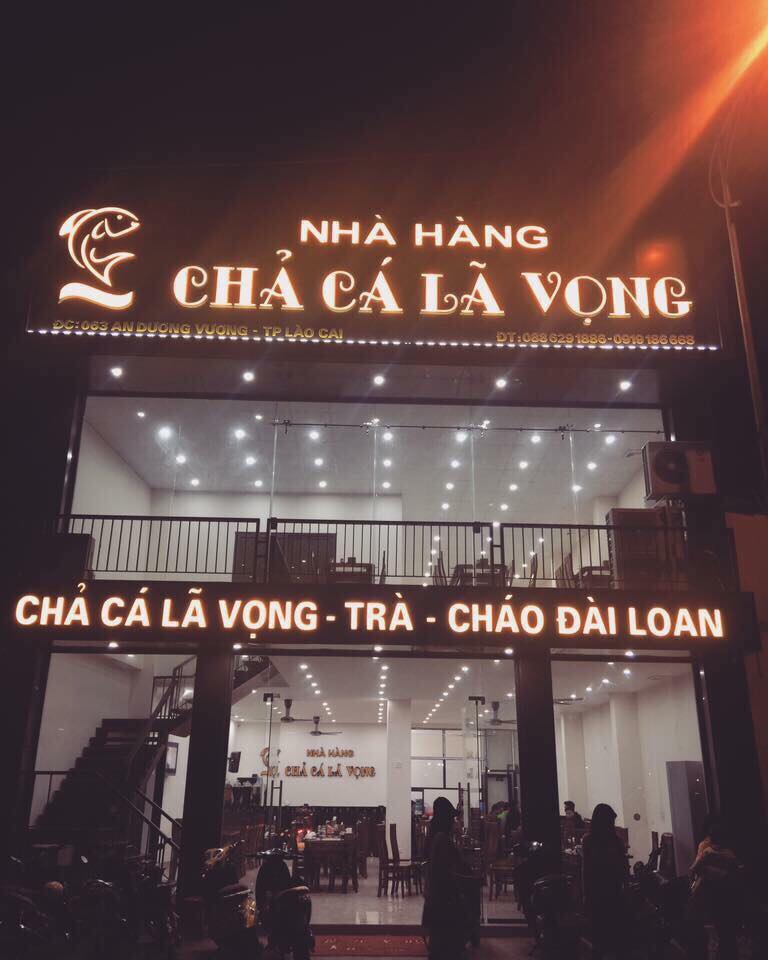 NHÀ HÀNG
CHẢ CÁ LÃ VỌNG
ĐC: 063 AN DƯƠNG VƯƠNG - TP LÀO CAI
ĐT: 0886291886-0919186668
CHẢ CÁ LÃ VỌNG - TRÀ - CHÁO ĐÀI LOAN
NHÀ HÀNG
CHẢ CÁ LÃ VỌNG